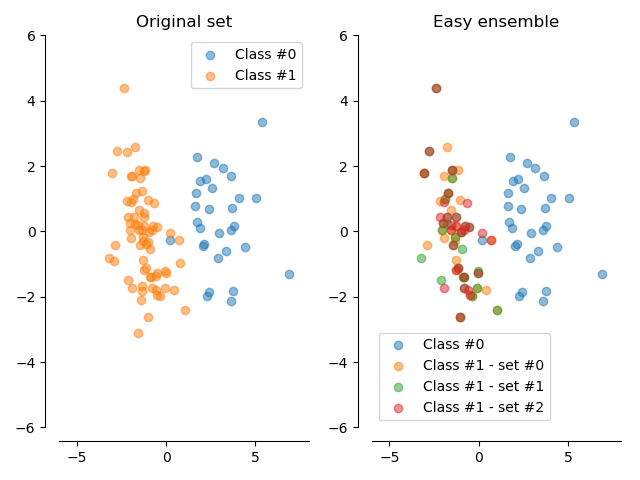 Original set
Easy ensemble
6
4
2
0
−2
−4
−6
−5
0
5
Class #0
Class #1
6
4
2
0
−2
−4
−6
−5
0
5
Class #0
Class #1 - set #0
Class #1 - set #1
Class #1 - set #2